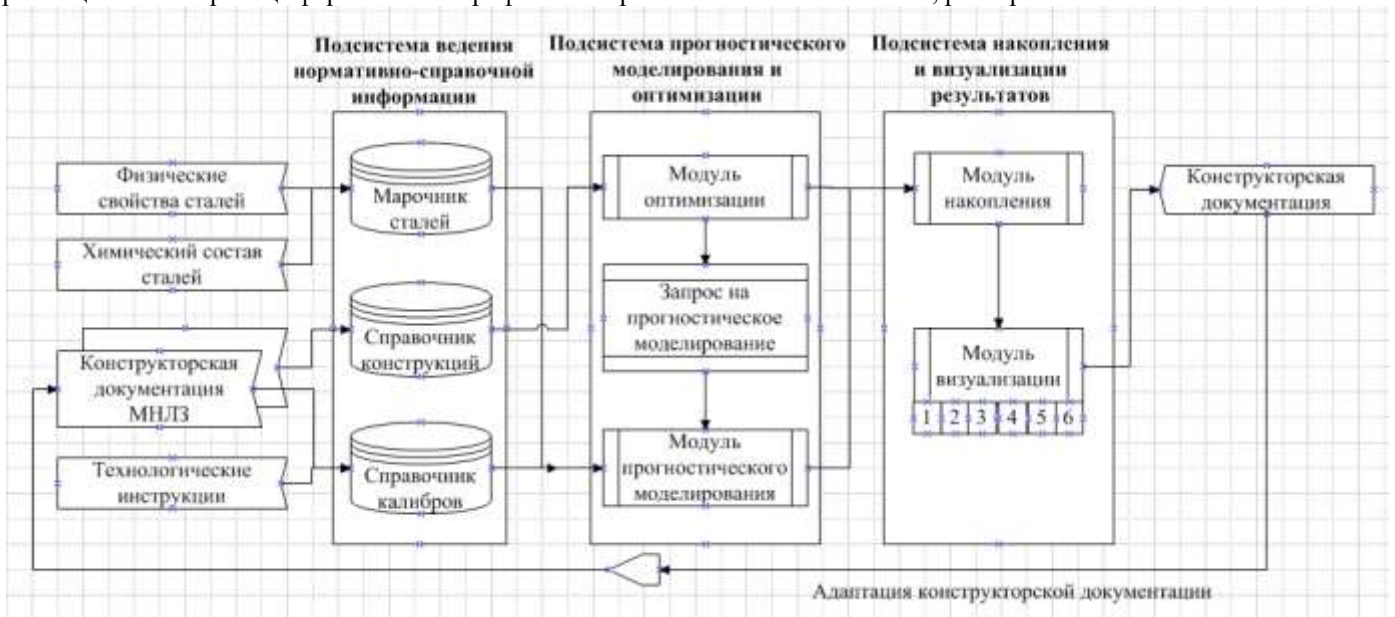 Подсистема ведения
нормативно-справочной
информации
Подсистема прогностического
моделирования и
оптимизации
Подсистема накопления
и визуализации
результатов
Физические
свойства сталей
Химический состав
сталей
Конструкторская
документация
МНЛЗ
Технологические
инструкции
Марочник
сталей
Справочник
конструкций
Справочник
калибров
Модуль
оптимизации
Запрос на
прогностическое
моделирование
Модуль
прогностического
моделирования
Модуль
накопления
Модуль
визуализации
1 2 3 4 5 6
Конструкторская
документация
Адаптация конструкторской документации